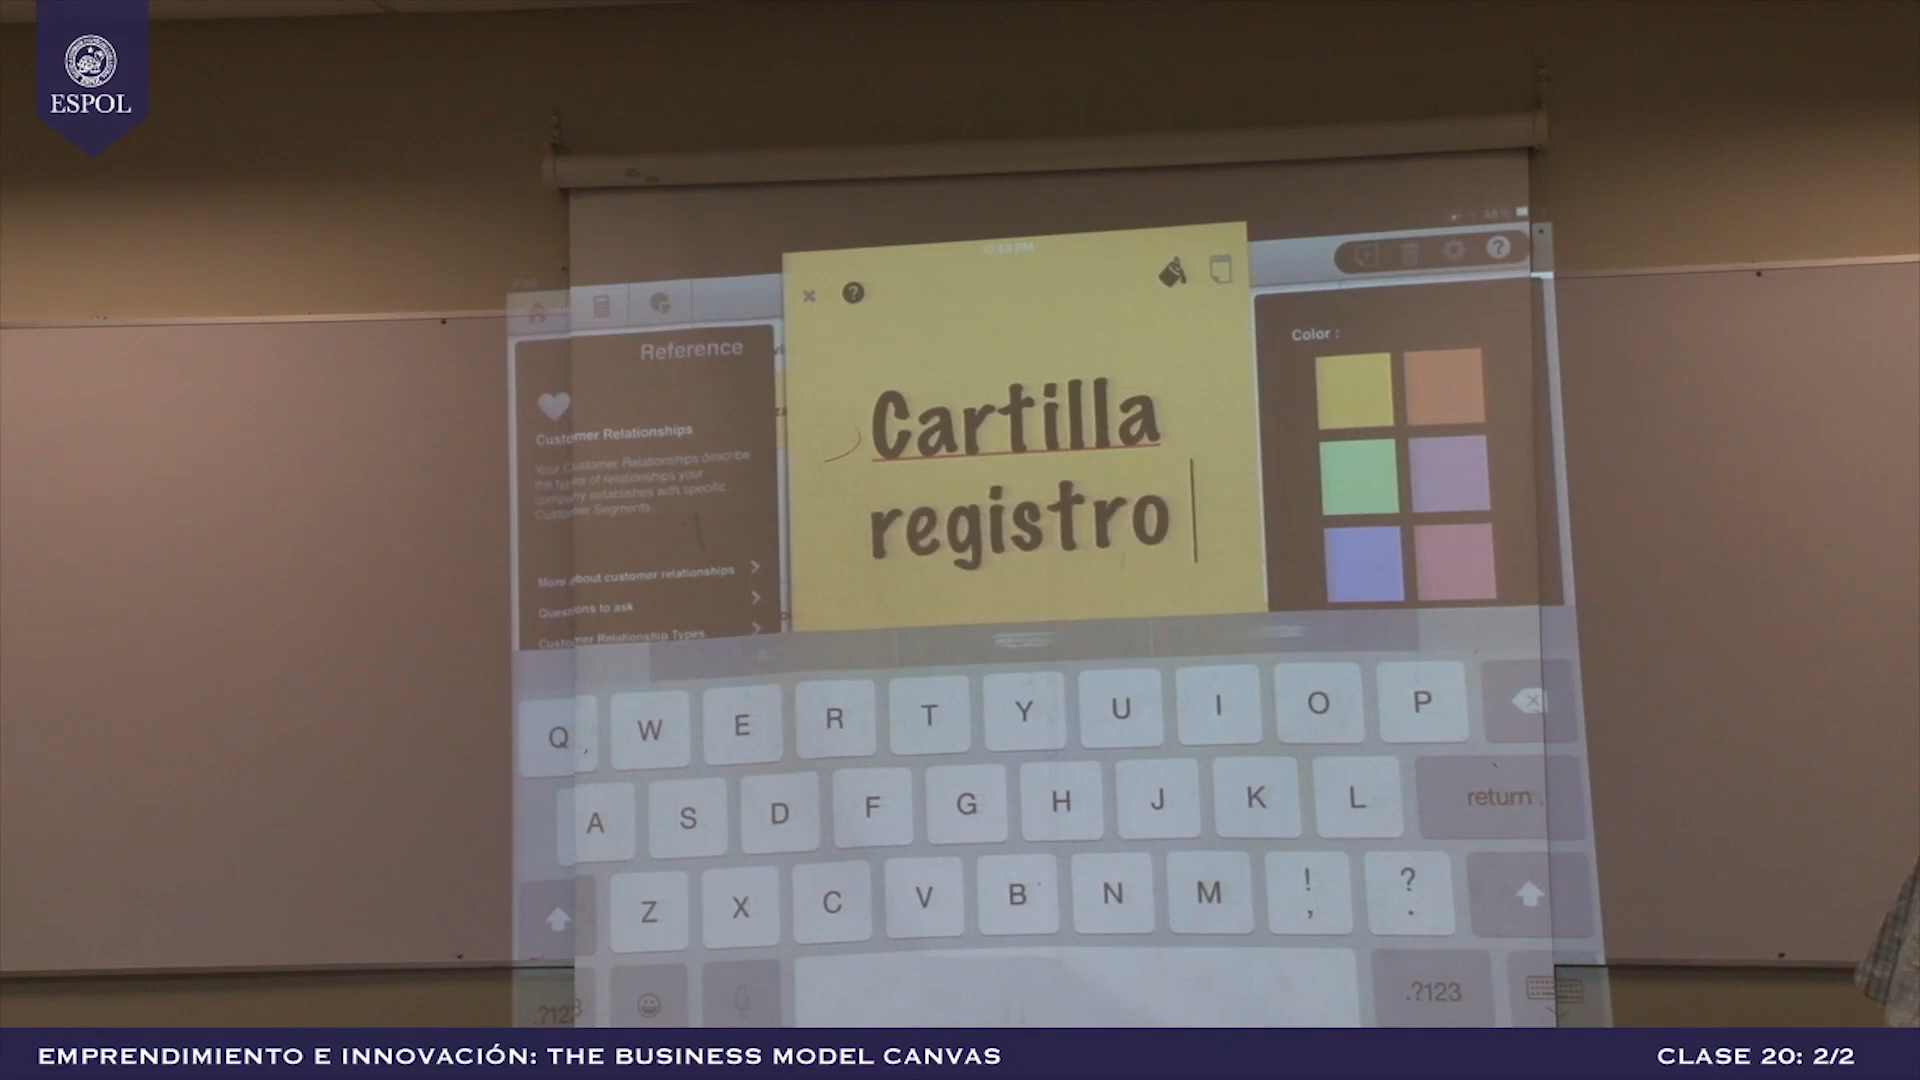 ESPOL
Reference
Customer Relationships
Your Customer Relationships describe
the types of relationships your
company establishes with specific
Customer Segments.
More about customer relationships
Questions to ask
Customer Relationship Types
Cartilla
registro
Color :
Q W E R T Y U I O P
A S D F G H J K L return
Z X C V B N M ! , ? .
.?123 .?123
EMPRENDIMIENTO E INNOVACIÓN: THE BUSINESS MODEL CANVAS
CLASE 20: 2/2